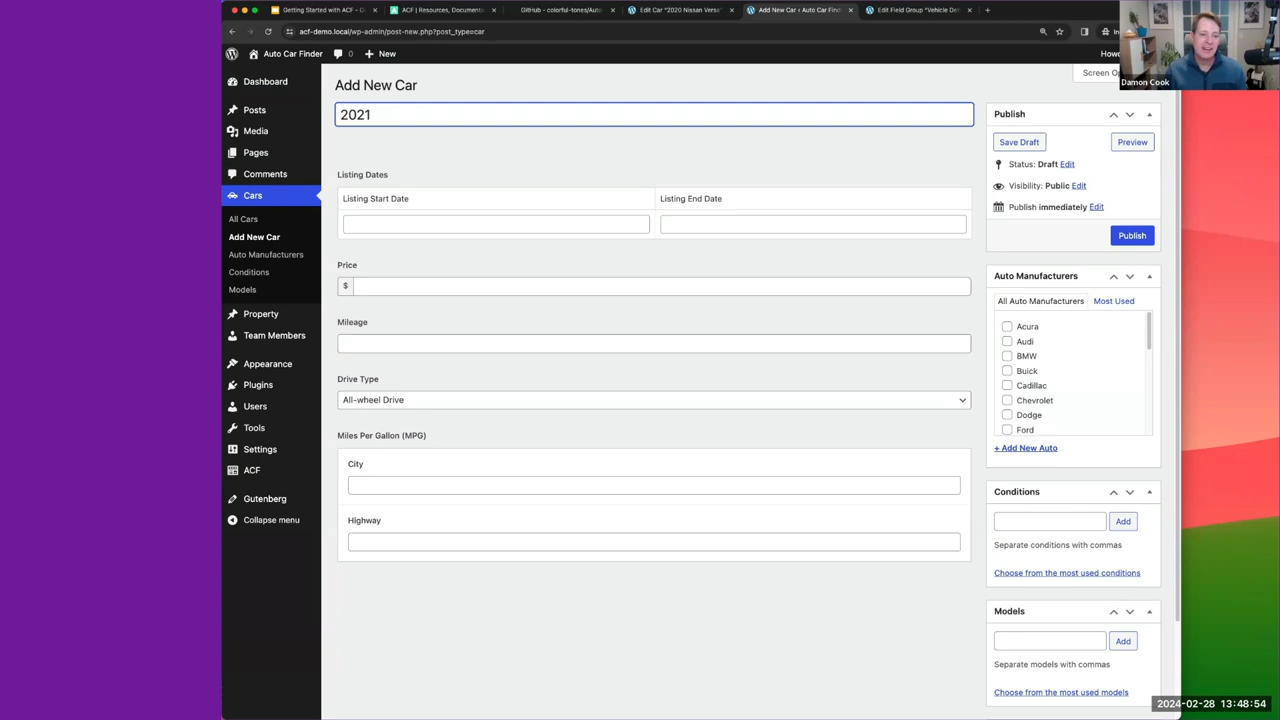 Getting Started with ACF - G
ACF | Resources, Document
GitHub - colorful-tones/Auto
Edit Car "2020 Nissan Versa"
Add New Car ‹ Auto Car Find
Edit Field Group "Vehicle De
acf-demo.local/wp-admin/post-new.php?post_type=car
Auto Car Finder
0
New
Howd
Screen Op
Damon Cook
Dashboard
Posts
Media
Pages
Comments
Cars
All Cars
Add New Car
Auto Manufacturers
Conditions
Models
Property
Team Members
Appearance
Plugins
Users
Tools
Settings
ACF
Gutenberg
Collapse menu
Add New Car
2021
Listing Dates
Listing Start Date
Listing End Date
Price
$
Mileage
Drive Type
All-wheel Drive
Miles Per Gallon (MPG)
City
Highway
Publish
Save Draft
Preview
Status: Draft Edit
Visibility: Public Edit
Publish immediately Edit
Publish
Auto Manufacturers
All Auto Manufacturers
Most Used
Acura
Audi
BMW
Buick
Cadillac
Chevrolet
Dodge
Ford
+ Add New Auto
Conditions
Add
Separate conditions with commas
Choose from the most used conditions
Models
Add
Separate models with commas
Choose from the most used models
2024-02-28 13:48:54